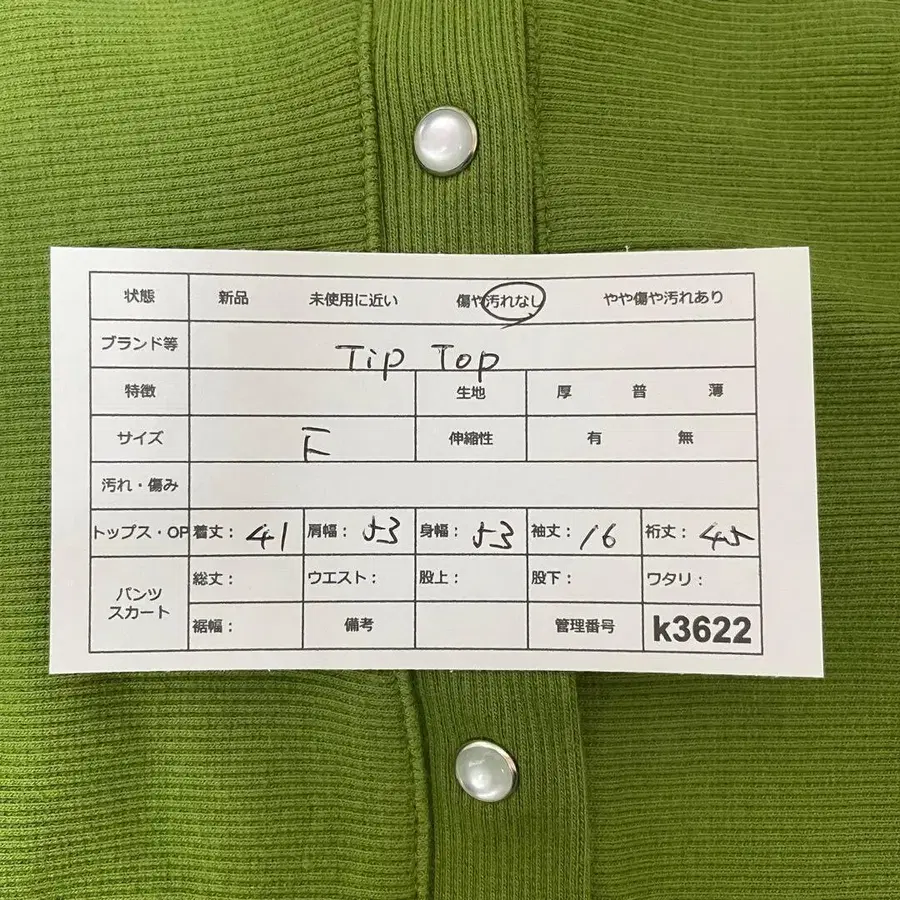 状態 新品 未使用に近い 傷や汚れなし やや傷や汚れあり
ブランド等 Tip Top
特徴 生地 厚 普 薄
サイズ F 伸縮性 有 無
汚れ・傷み
トップス・OP 着丈: 41 肩幅: 53 身幅: 53 袖丈: 16 裄丈: 45
パンツ 総丈: ウエスト: 股上: 股下: ワタリ:
スカート
裾幅: 備考 管理番号 k3622